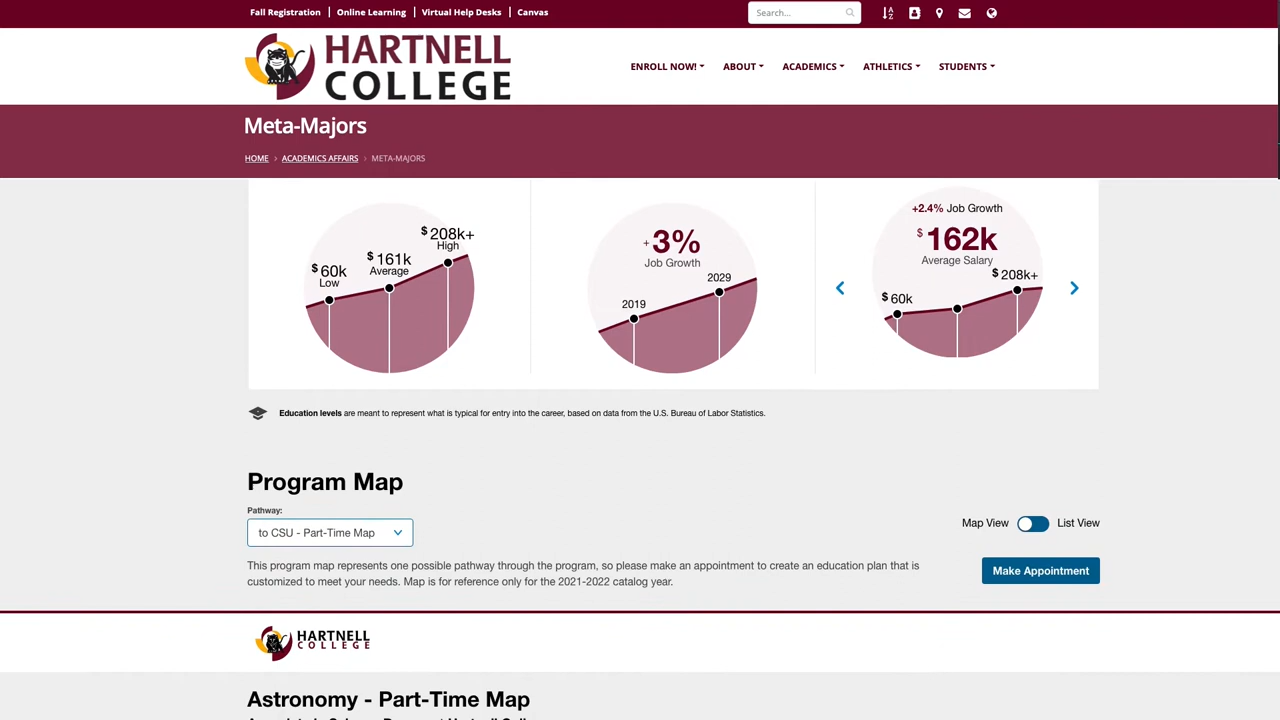 Fall Registration Online Learning Virtual Help Desks Canvas Search...
HARTNELL
COLLEGE
ENROLL NOW! ABOUT ACADEMICS ATHLETICS STUDENTS
Meta-Majors
HOME > ACADEMICS AFFAIRS > META-MAJORS
$ 60k
Low
$ 161k
Average
$ 208k+
High
+ 3%
Job Growth
2019
2029
+2.4% Job Growth
$ 162k
Average Salary
$ 60k
$ 208k+
Education levels are meant to represent what is typical for entry into the career, based on data from the U.S. Bureau of Labor Statistics.
Program Map
Pathway:
to CSU - Part-Time Map
Map View List View
This program map represents one possible pathway through the program, so please make an appointment to create an education plan that is
customized to meet your needs. Map is for reference only for the 2021-2022 catalog year.
Make Appointment
HARTNELL
COLLEGE
Astronomy - Part-Time Map